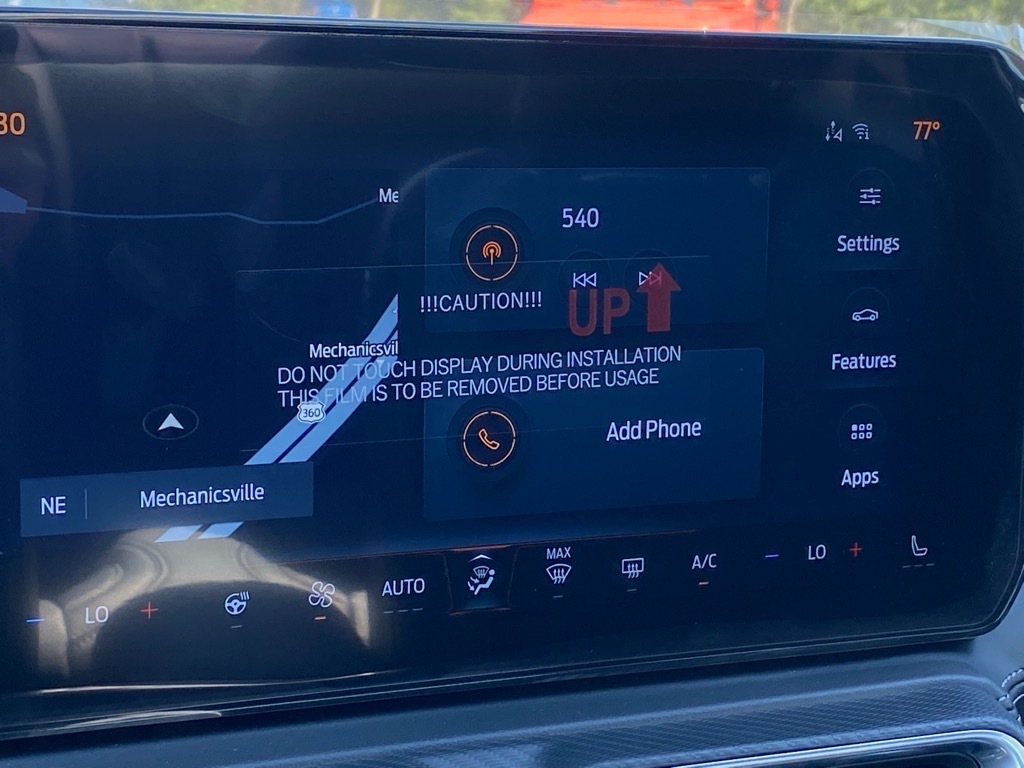 30
77°
Me
540
Settings
!!!CAUTION!!!
UP
Mechanicsvil
DO NOT TOUCH DISPLAY DURING INSTALLATION
THIS FILM IS TO BE REMOVED BEFORE USAGE
360
Features
Add Phone
Apps
NE
Mechanicsville
LO
AUTO
MAX
A/C
LO